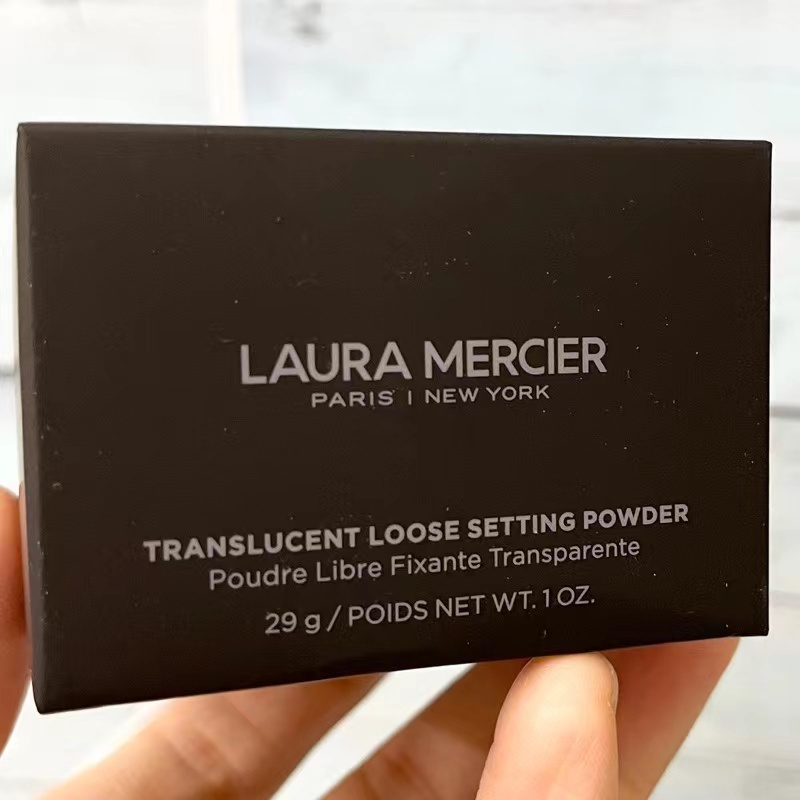 LAURA MERCIER
PARIS | NEW YORK
TRANSLUCENT LOOSE SETTING POWDER
Poudre Libre Fixante Transparente
29 g / POIDS NET WT. 1 OZ.